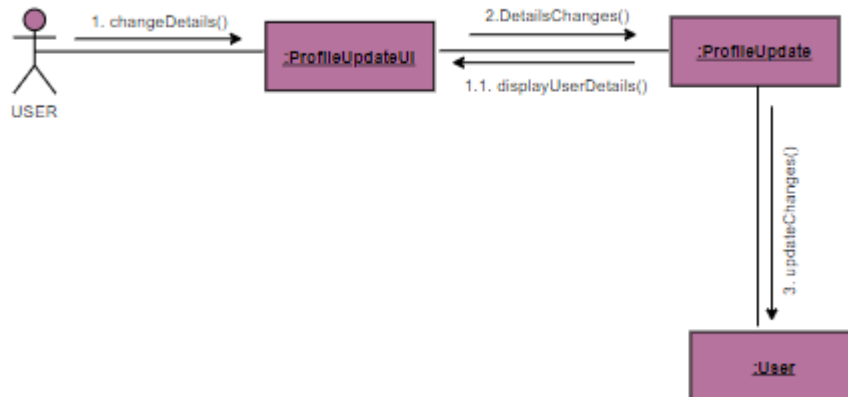 1. changeDetails()
2.DetailsChanges()
:ProfileUpdateUI
:ProfileUpdate
1.1. displayUserDetails()
USER
3. updateChanges()
:User